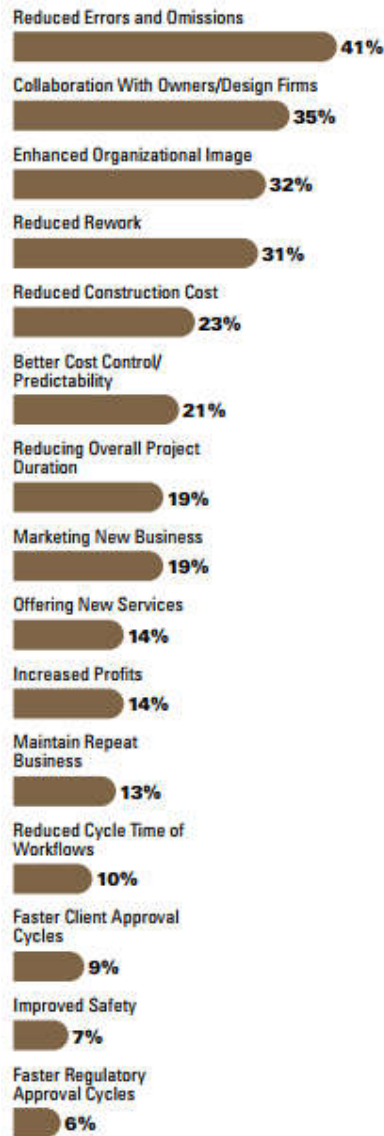 Reduced Errors and Omissions
41%
Collaboration With Owners/Design Firms
35%
Enhanced Organizational Image
32%
Reduced Rework
31%
Reduced Construction Cost
23%
Better Cost Control/
Predictability
21%
Reducing Overall Project
Duration
19%
Marketing New Business
19%
Offering New Services
14%
Increased Profits
14%
Maintain Repeat
Business
13%
Reduced Cycle Time of
Workflows
10%
Faster Client Approval
Cycles
9%
Improved Safety
7%
Faster Regulatory
Approval Cycles
6%